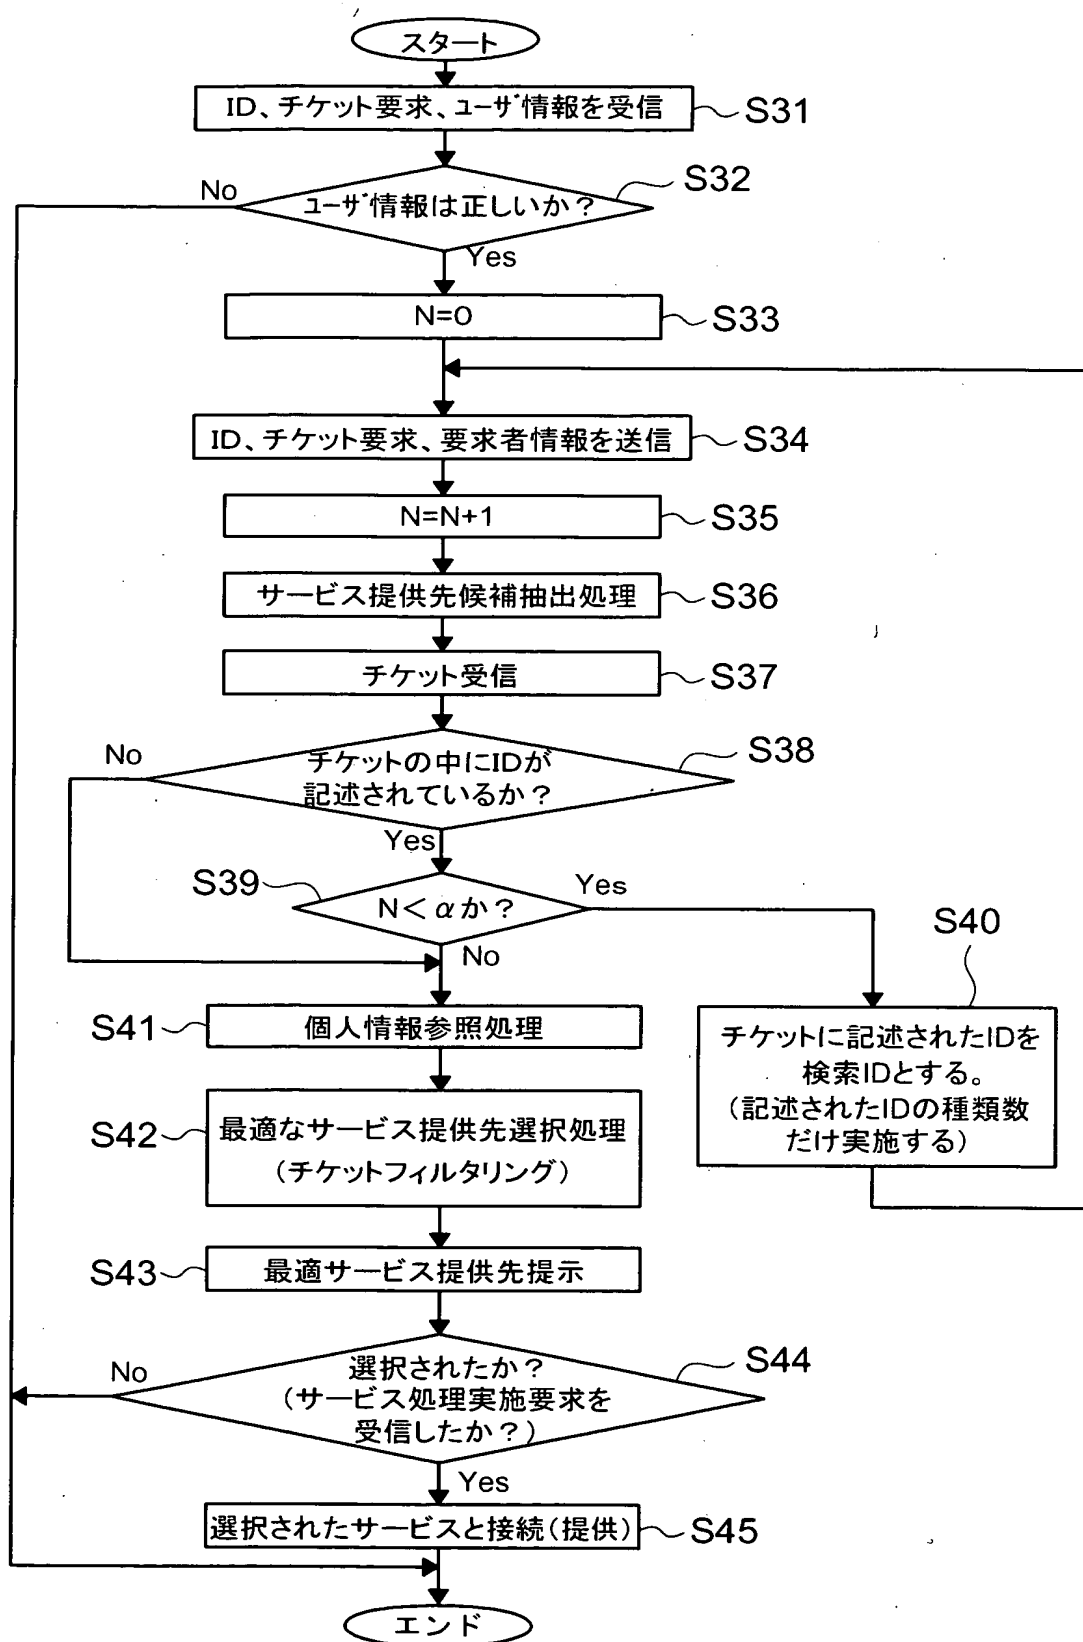 スタート
ID、チケット要求、ユーザ情報を受信
S31
ユーザ情報は正しいか？
S32
No
Yes
N=0
S33
ID、チケット要求、要求者情報を送信
S34
N=N+1
S35
サービス提供先候補抽出処理
S36
チケット受信
S37
チケットの中にIDが
記述されているか？
S38
No
Yes
S39
N＜αか？
Yes
No
S40
チケットに記述されたIDを
検索IDとする。
（記述されたIDの種類数
だけ実施する）
S41
個人情報参照処理
S42
最適なサービス提供先選択処理
（チケットフィルタリング）
S43
最適サービス提供先提示
選択されたか？
（サービス処理実施要求を
受信したか？）
S44
No
Yes
選択されたサービスと接続（提供）
S45
エンド